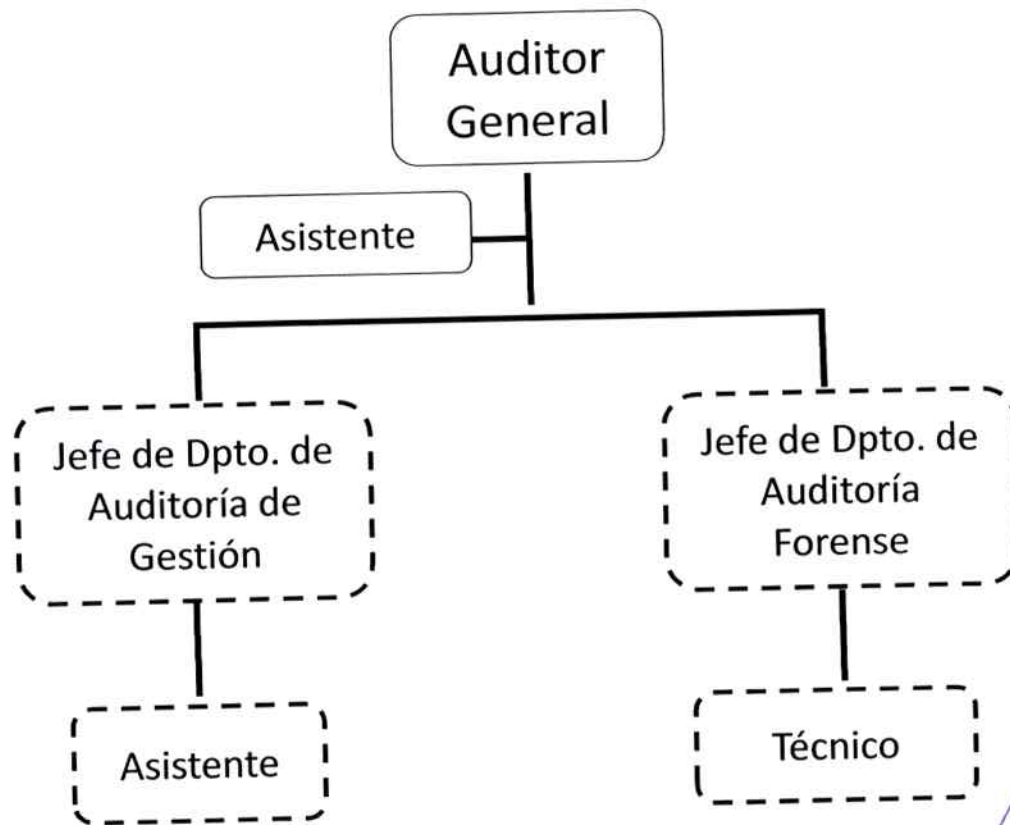 Auditor
General
Asistente
Jefe de Dpto. de
Auditoría de
Gestión
Jefe de Dpto. de
Auditoría
Forense
Asistente
Técnico